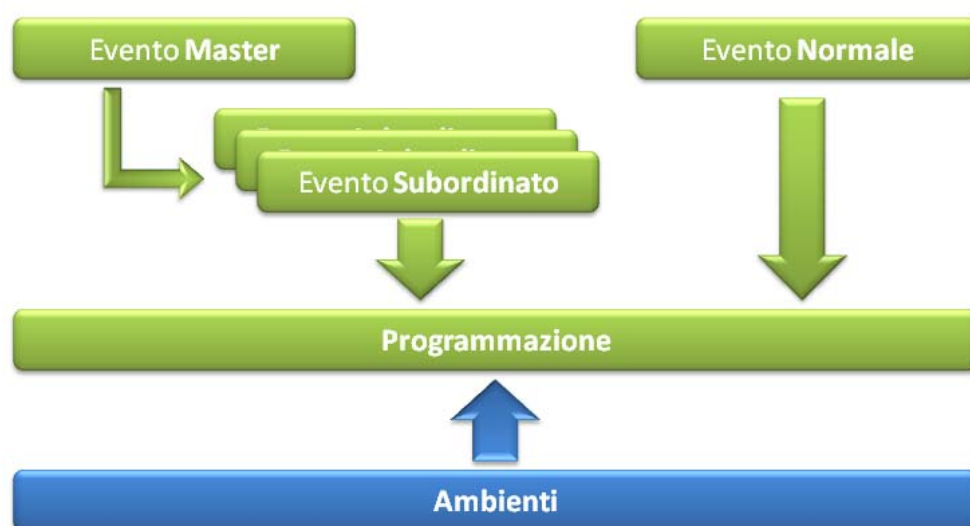 Evento Master
Evento Normale
Evento Subordinato
Programmazione
Ambienti